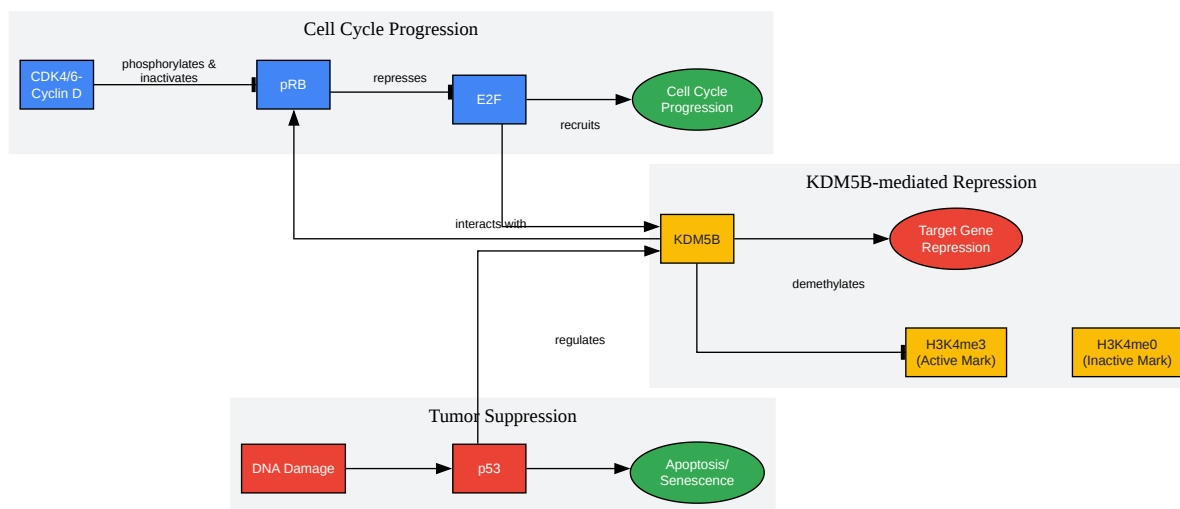 Cell Cycle Progression
CDK4/6-
Cyclin D
phosphorylates &
inactivates
pRB
represses
E2F
recruits
Cell Cycle
Progression
KDM5B-mediated Repression
interacts with
KDM5B
Target Gene
Repression
demethylates
regulates
H3K4me3
(Active Mark)
H3K4me0
(Inactive Mark)
Tumor Suppression
DNA Damage
p53
Apoptosis/
Senescence